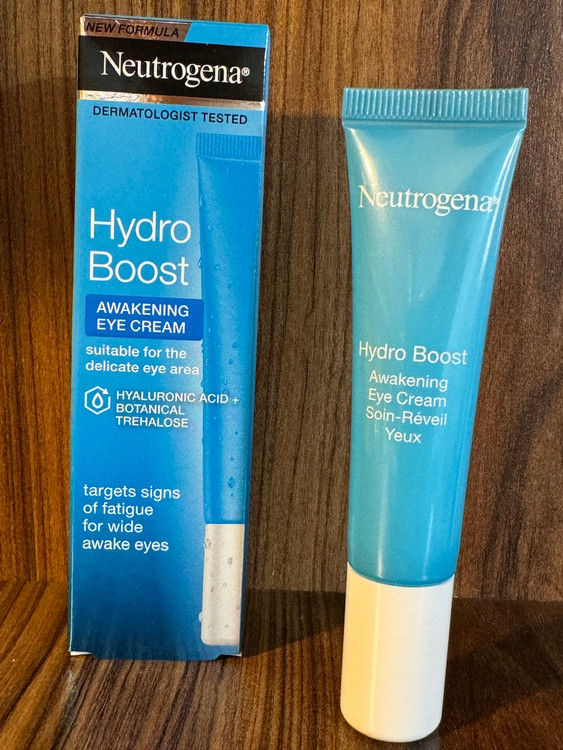 NEW FORMULA
Neutrogena®
DERMATOLOGIST TESTED
Hydro
Boost
AWAKENING
EYE CREAM
suitable for the
delicate eye area
HYALURONIC ACID +
BOTANICAL
TREHALOSE
targets signs
of fatigue
for wide
awake eyes
Neutrogena®
Hydro Boost
Awakening
Eye Cream
Soin-Réveil
Yeux